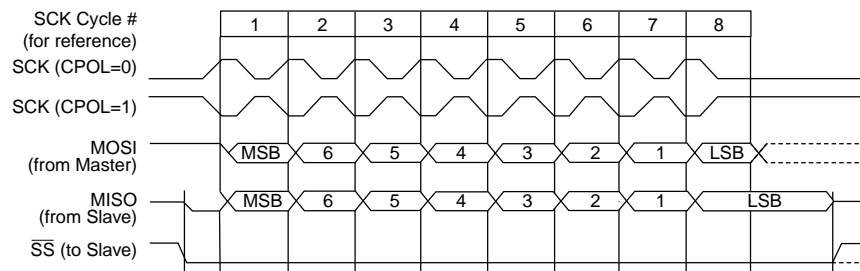 SCK Cycle #
(for reference)
1 2 3 4 5 6 7 8
SCK (CPOL=0)
SCK (CPOL=1)
MOSI
(from Master)
MSB 6 5 4 3 2 1 LSB
MISO
(from Slave)
MSB 6 5 4 3 2 1 LSB
SS (to Slave)